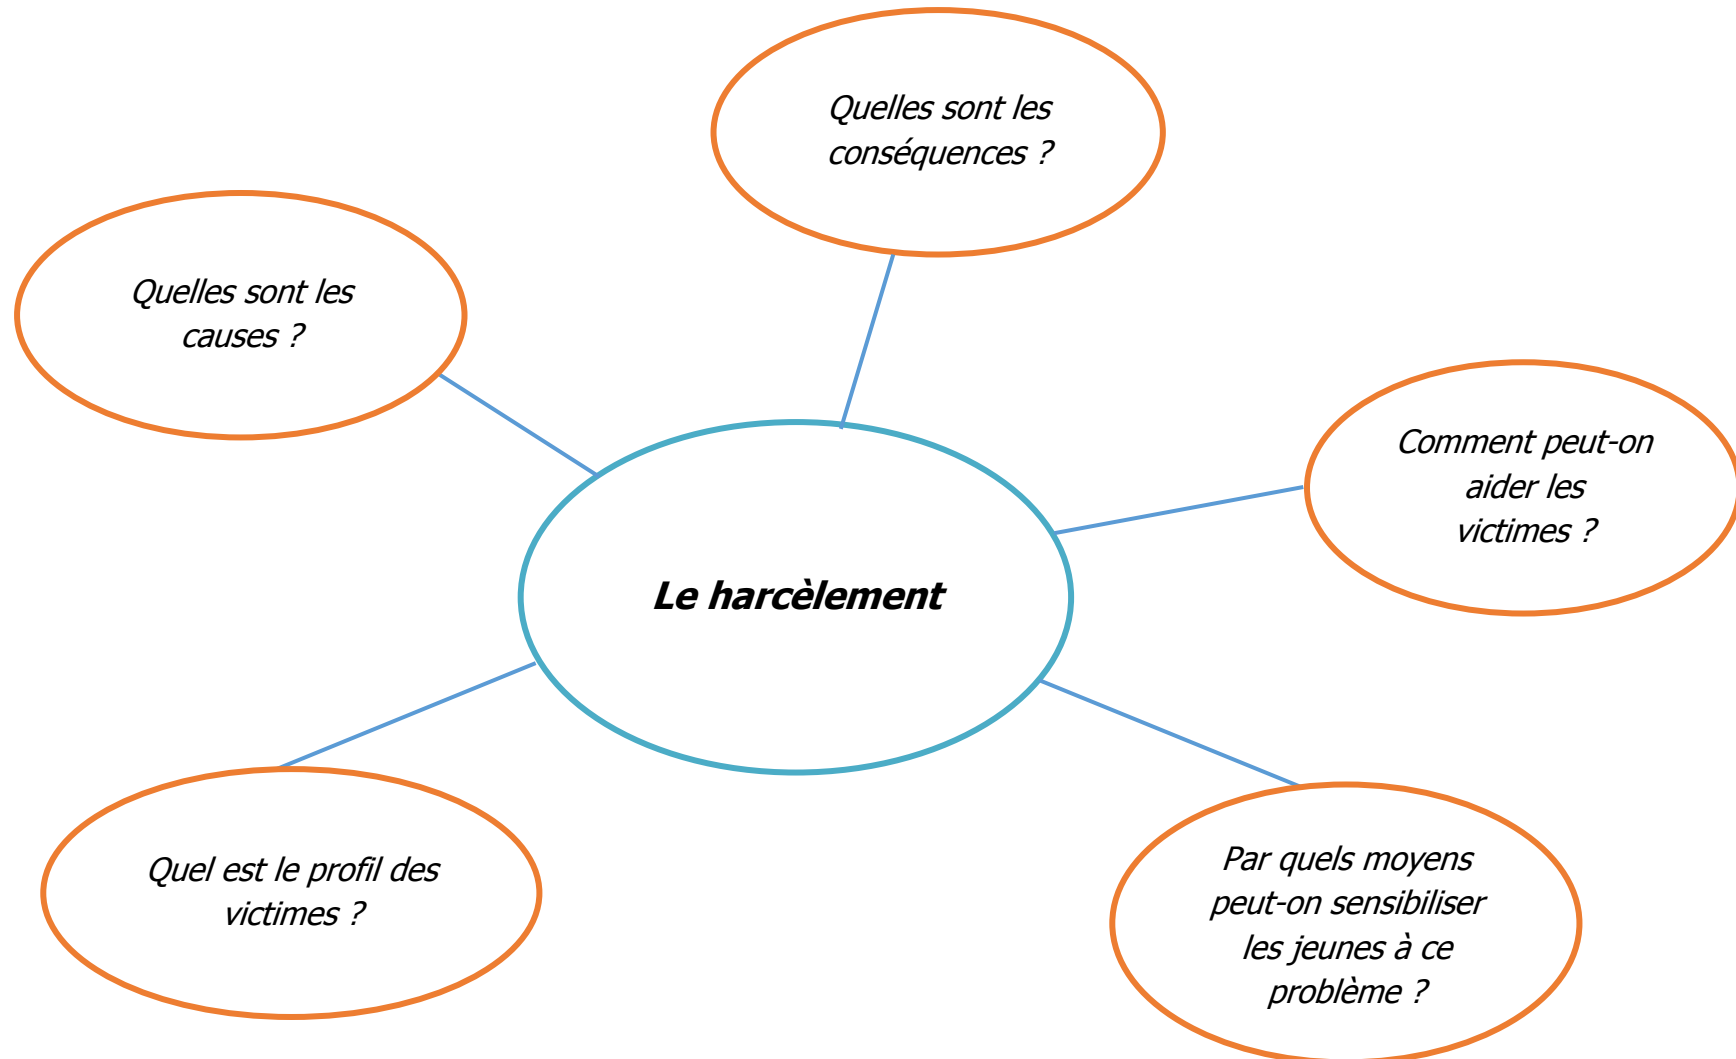 Quelles sont les
conséquences ?
Quelles sont les
causes ?
Comment peut-on
aider les
victimes ?
Le harcèlement
Quel est le profil des
victimes ?
Par quels moyens
peut-on sensibiliser
les jeunes à ce
problème ?